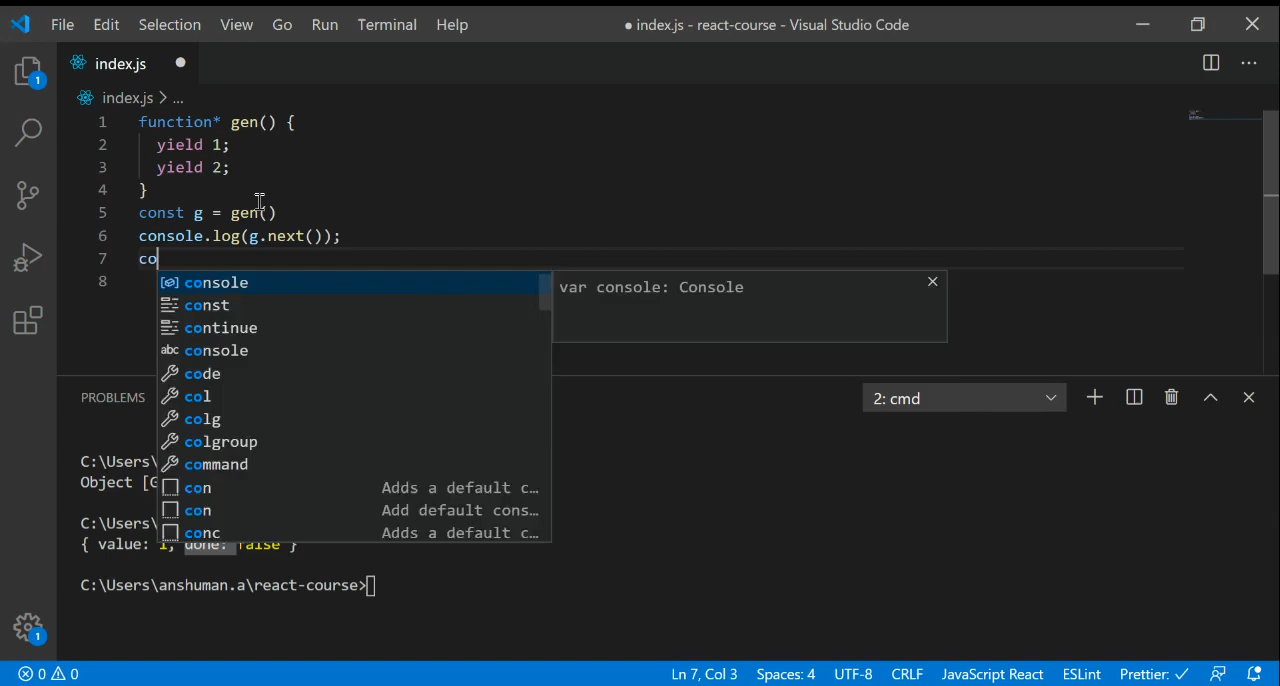 File Edit Selection View Go Run Terminal Help ● index.js - react-course - Visual Studio Code
1 index.js ●
index.js > ...
1 function* gen() {
2 yield 1;
3 yield 2;
4 }
5 const g = gen()
6 console.log(g.next());
7 co
8
console var console: Console
const
continue
abc console
code
col
colg
colgroup
command
con Adds a default c…
con Add default cons…
conc Adds a default c…
PROBLEMS 2: cmd
C:\Users\
Object [G
C:\Users\
{ value: 1, done: false }
C:\Users\anshuman.a\react-course>
1
0 0 Ln 7, Col 3 Spaces: 4 UTF-8 CRLF JavaScript React ESLint Prettier: ✓